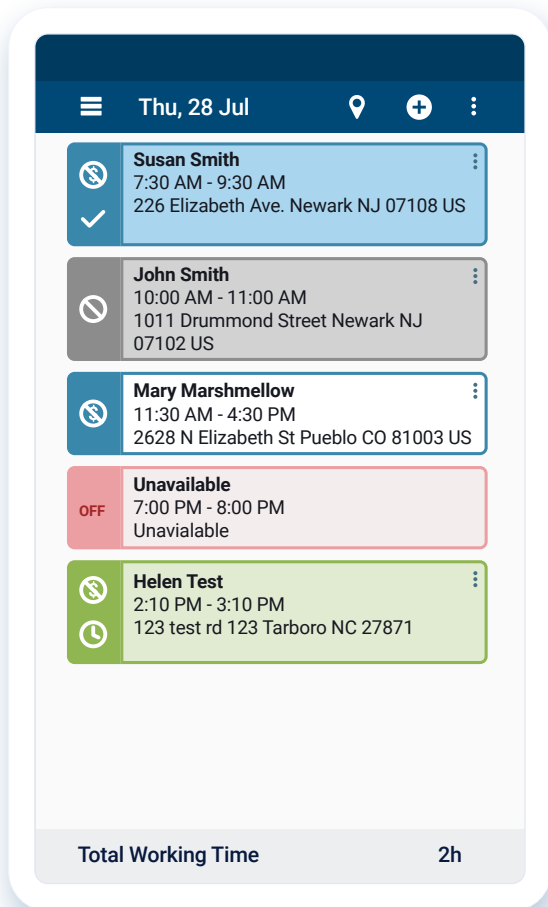 Thu, 28 Jul
Susan Smith
7:30 AM - 9:30 AM
226 Elizabeth Ave. Newark NJ 07108 US
John Smith
10:00 AM - 11:00 AM
1011 Drummond Street Newark NJ
07102 US
Mary Marshmellow
11:30 AM - 4:30 PM
2628 N Elizabeth St Pueblo CO 81003 US
OFF
Unavailable
7:00 PM - 8:00 PM
Unavialable
Helen Test
2:10 PM - 3:10 PM
123 test rd 123 Tarboro NC 27871
Total Working Time 2h